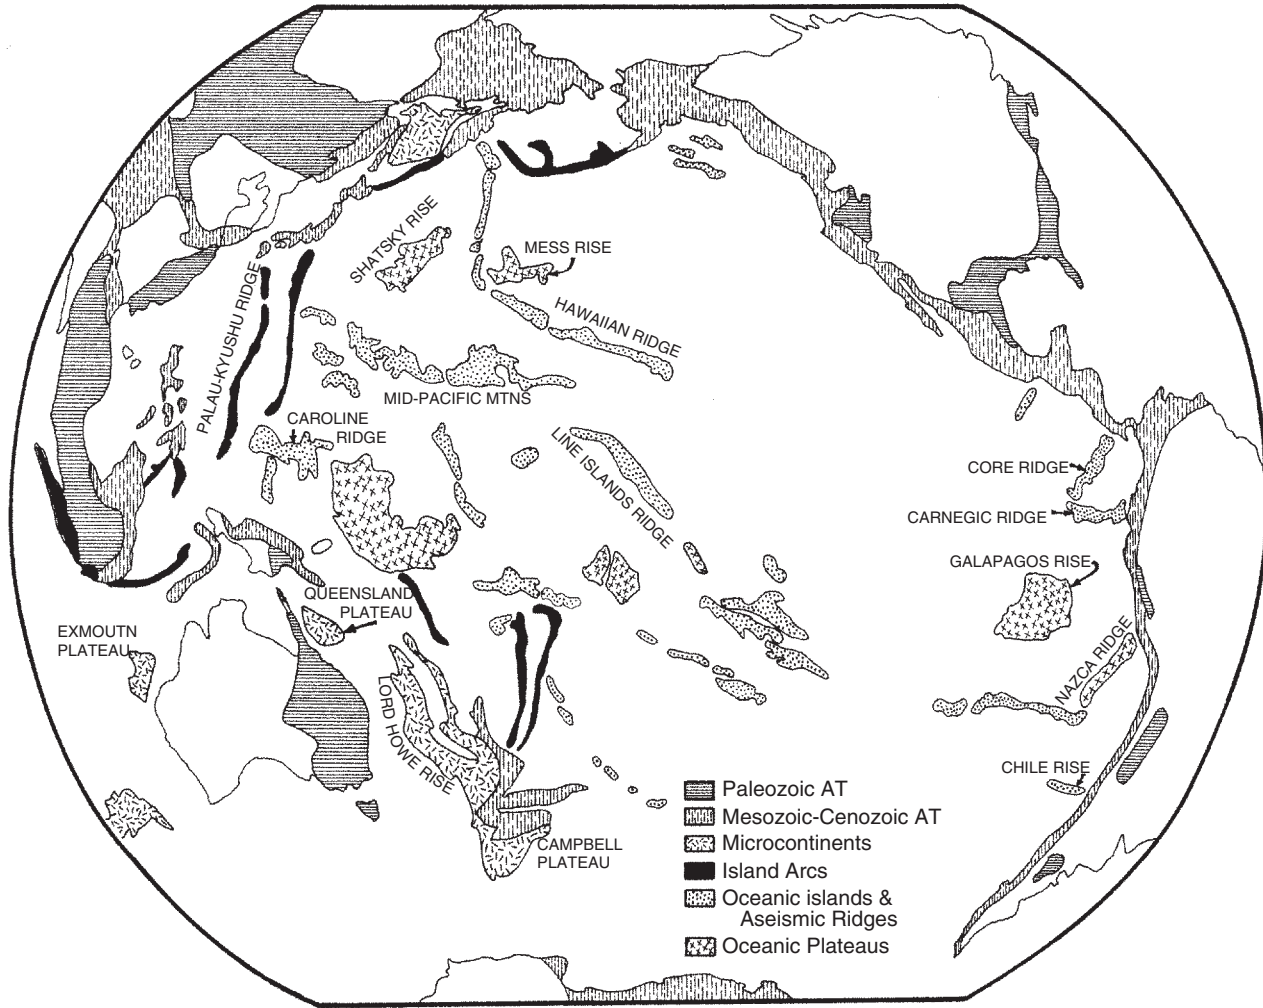 SHATSKY RISE
MESS RISE
PALAU-KYUSHU RIDGE
HAWAIIAN RIDGE
MID-PACIFIC MTNS
CAROLINE
RIDGE
LINE ISLANDS RIDGE
CORE RIDGE
CARNEGIC RIDGE
GALAPAGOS RISE
QUEENSLAND
PLATEAU
EXMOUTN
PLATEAU
LORD HOWE RISE
NAZCA RIDGE
CHILE RISE
CAMPBELL
PLATEAU
Paleozoic AT
Mesozoic-Cenozoic AT
Microcontinents
Island Arcs
Oceanic islands &
Aseismic Ridges
Oceanic Plateaus